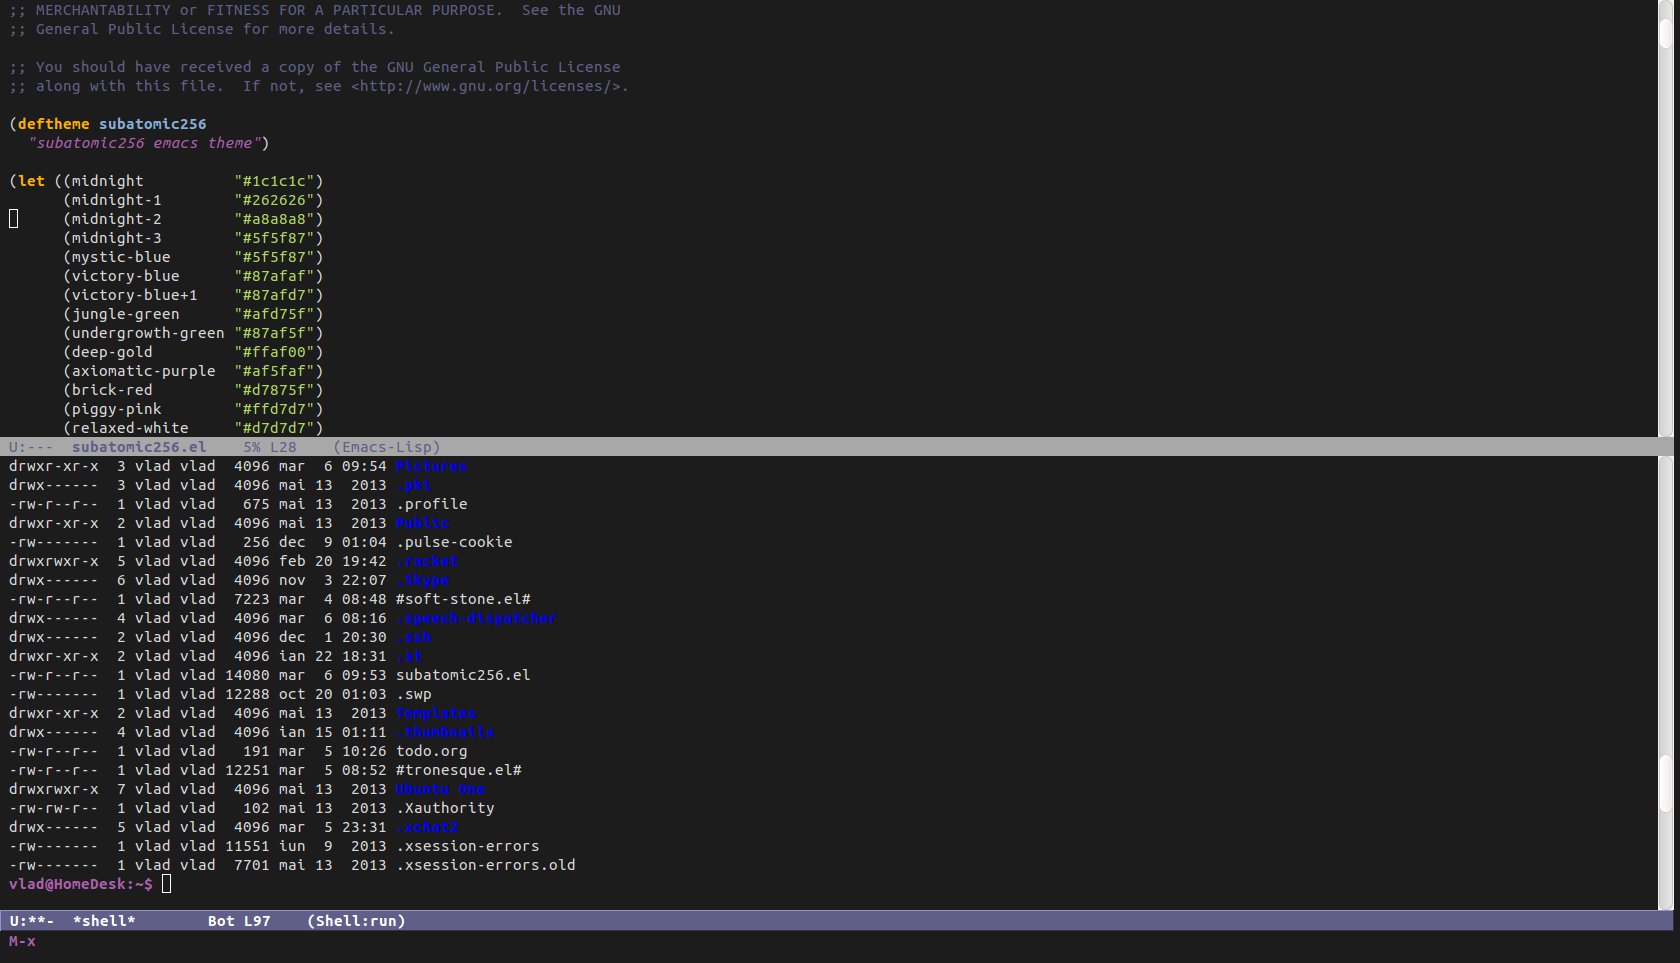 ;; MERCHANTABILITY or FITNESS FOR A PARTICULAR PURPOSE.  See the GNU
;; General Public License for more details.

;; You should have received a copy of the GNU General Public License
;; along with this file.  If not, see <http://www.gnu.org/licenses/>.

(deftheme subatomic256
  "subatomic256 emacs theme")

(let ((midnight          "#1c1c1c")
      (midnight-1        "#262626")
      (midnight-2        "#a8a8a8")
      (midnight-3        "#5f5f87")
      (mystic-blue       "#5f5f87")
      (victory-blue      "#87afaf")
      (victory-blue+1    "#87afd7")
      (jungle-green      "#afd75f")
      (undergrowth-green "#87af5f")
      (deep-gold         "#ffaf00")
      (axiomatic-purple  "#af5faf")
      (brick-red         "#d7875f")
      (piggy-pink        "#ffd7d7")
      (relaxed-white     "#d7d7d7")
U:---  subatomic256.el    5% L28    (Emacs-Lisp)
drwxr-xr-x  3 vlad vlad  4096 mar  6 09:54 Pictures
drwx------  3 vlad vlad  4096 mai 13  2013 .pki
-rw-r--r--  1 vlad vlad   675 mai 13  2013 .profile
drwxr-xr-x  2 vlad vlad  4096 mai 13  2013 Public
-rw-------  1 vlad vlad   256 dec  9 01:04 .pulse-cookie
drwxrwxr-x  5 vlad vlad  4096 feb 20 19:42 .racket
drwx------  6 vlad vlad  4096 nov  3 22:07 .Skype
-rw-r--r--  1 vlad vlad  7223 mar  4 08:48 #soft-stone.el#
drwx------  4 vlad vlad  4096 mar  6 08:16 .speech-dispatcher
drwx------  2 vlad vlad  4096 dec  1 20:30 .ssh
drwxr-xr-x  2 vlad vlad  4096 ian 22 18:31 .st
-rw-r--r--  1 vlad vlad 14080 mar  6 09:53 subatomic256.el
-rw-------  1 vlad vlad 12288 oct 20 01:03 .swp
drwxr-xr-x  2 vlad vlad  4096 mai 13  2013 Templates
drwx------  4 vlad vlad  4096 ian 15 01:11 .thumbnails
-rw-r--r--  1 vlad vlad   191 mar  5 10:26 todo.org
-rw-r--r--  1 vlad vlad 12251 mar  5 08:52 #tronesque.el#
drwxrwxr-x  7 vlad vlad  4096 mai 13  2013 Ubuntu One
-rw-rw-r--  1 vlad vlad   102 mai 13  2013 .Xauthority
drwx------  5 vlad vlad  4096 mar  5 23:31 .xchat2
-rw-------  1 vlad vlad 11551 iun  9  2013 .xsession-errors
-rw-------  1 vlad vlad  7701 mai 13  2013 .xsession-errors.old
vlad@HomeDesk:~$
U:**-  *shell*        Bot L97    (Shell:run)
M-x